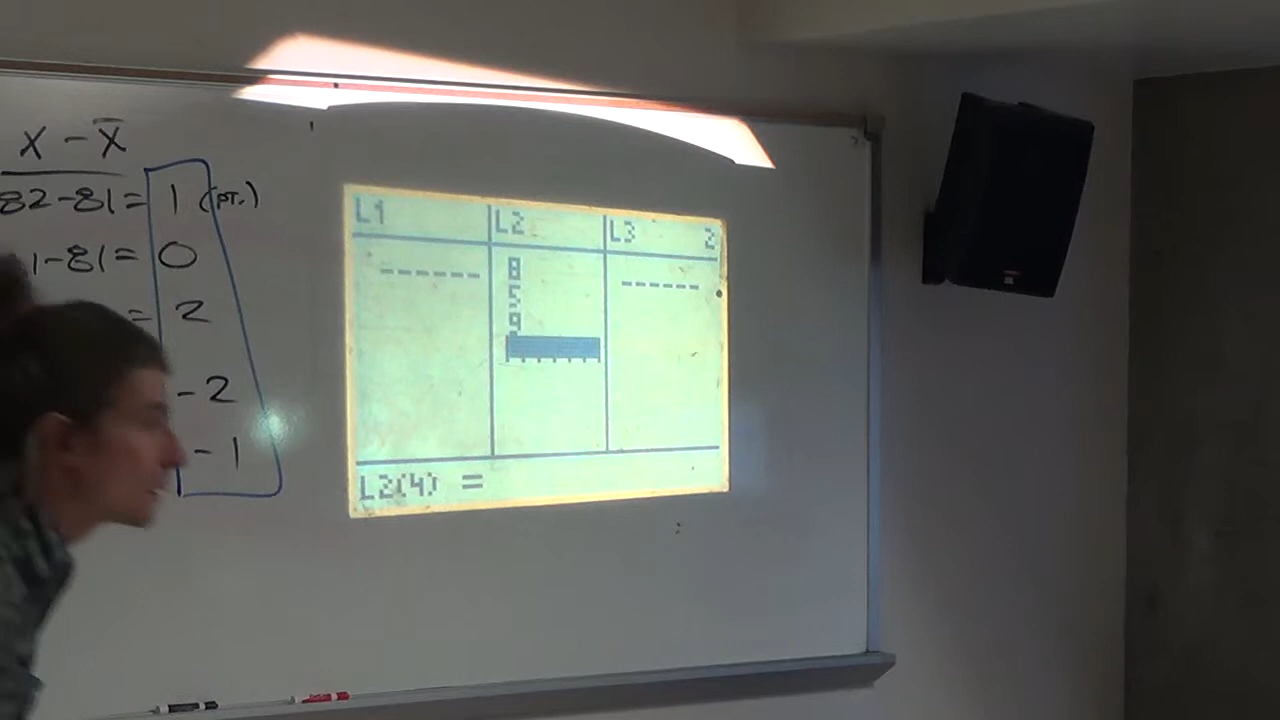 X - X̄
82-81= 1 (pt.)
1-81= 0
= 2
-2
-1
L1 L2 L3 2
------ 8 ------
5
9
L2(4) =